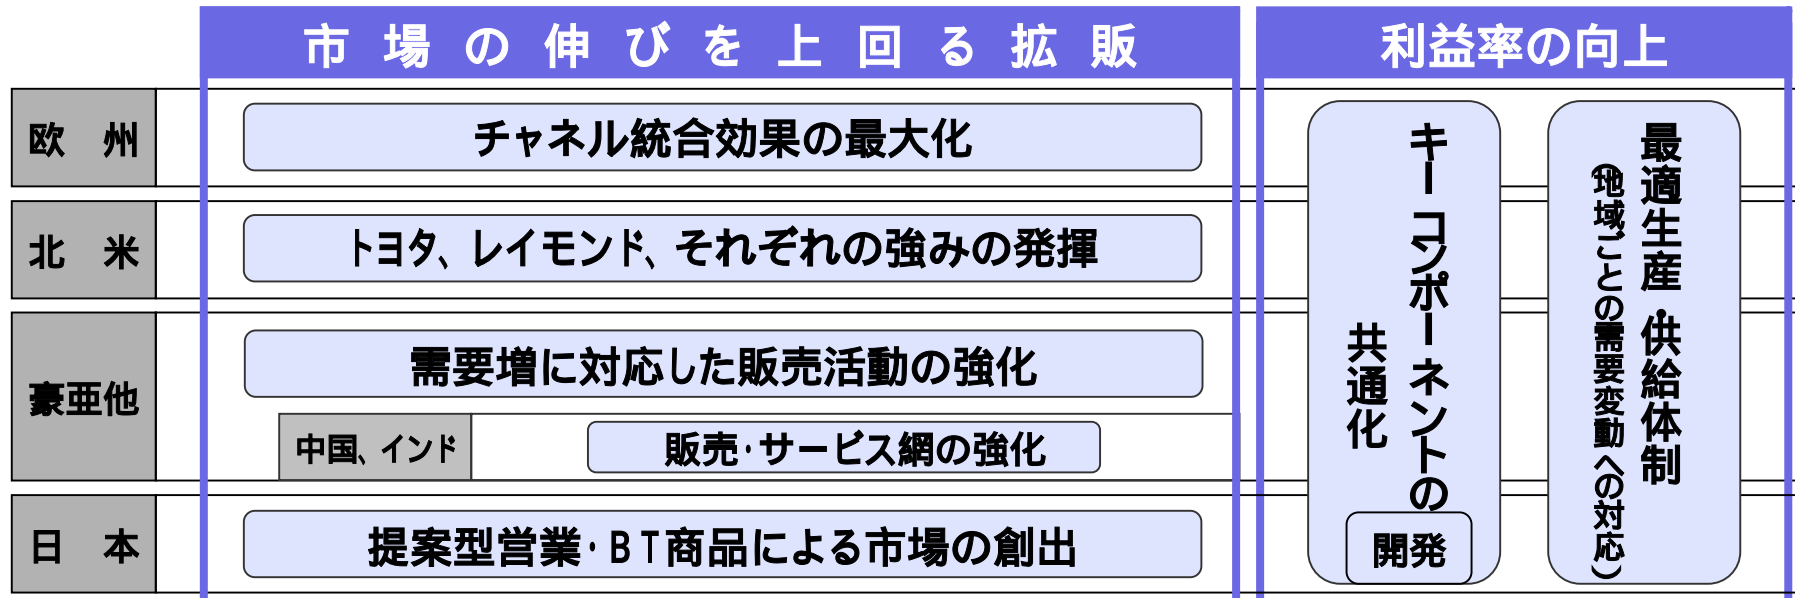 市場の伸びを上回る拡販
利益率の向上
欧　州
チャネル統合効果の最大化
北　米
トヨタ、レイモンド、それぞれの強みの発揮
豪亜他
需要増に対応した販売活動の強化
中国、インド
販売・サービス網の強化
日　本
提案型営業・ＢＴ商品による市場の創出
キーコンポーネントの
共通化
開発
最適生産・供給体制
（地域ごとの需要変動への対応）